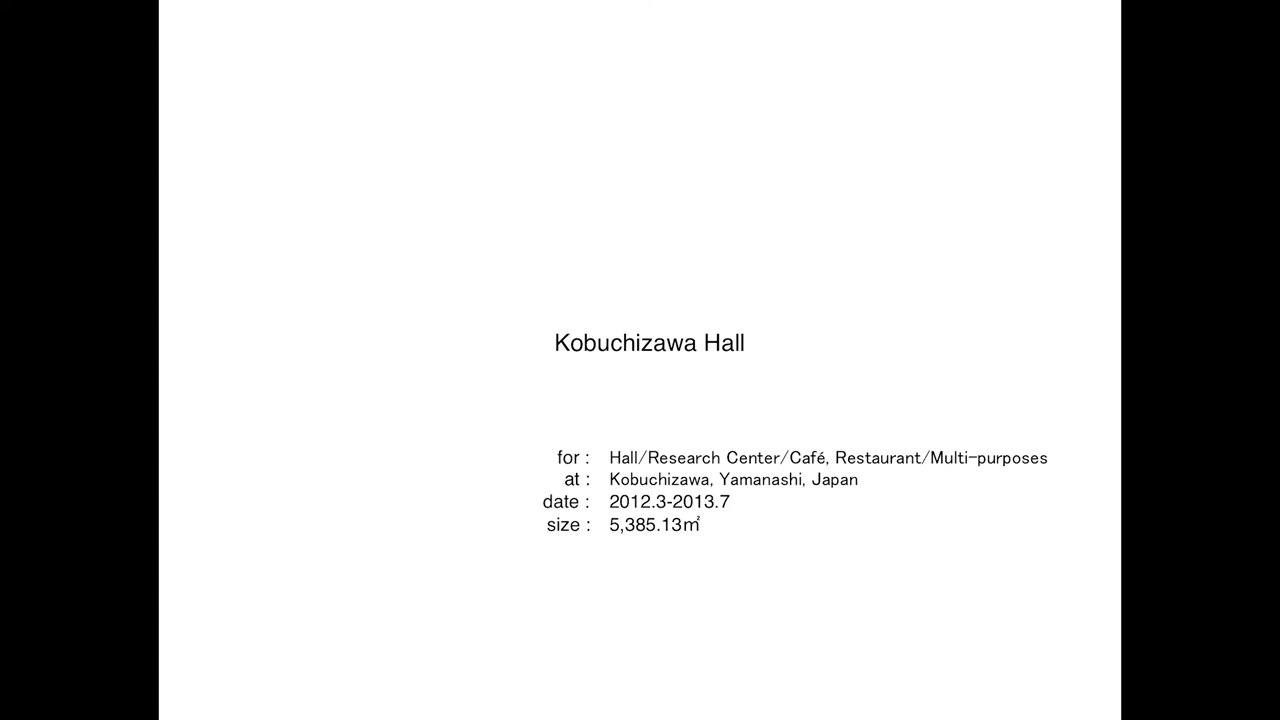 Kobuchizawa Hall
for : Hall/Research Center/Café, Restaurant/Multi-purposes
at : Kobuchizawa, Yamanashi, Japan
date : 2012.3-2013.7
size : 5,385.13㎡